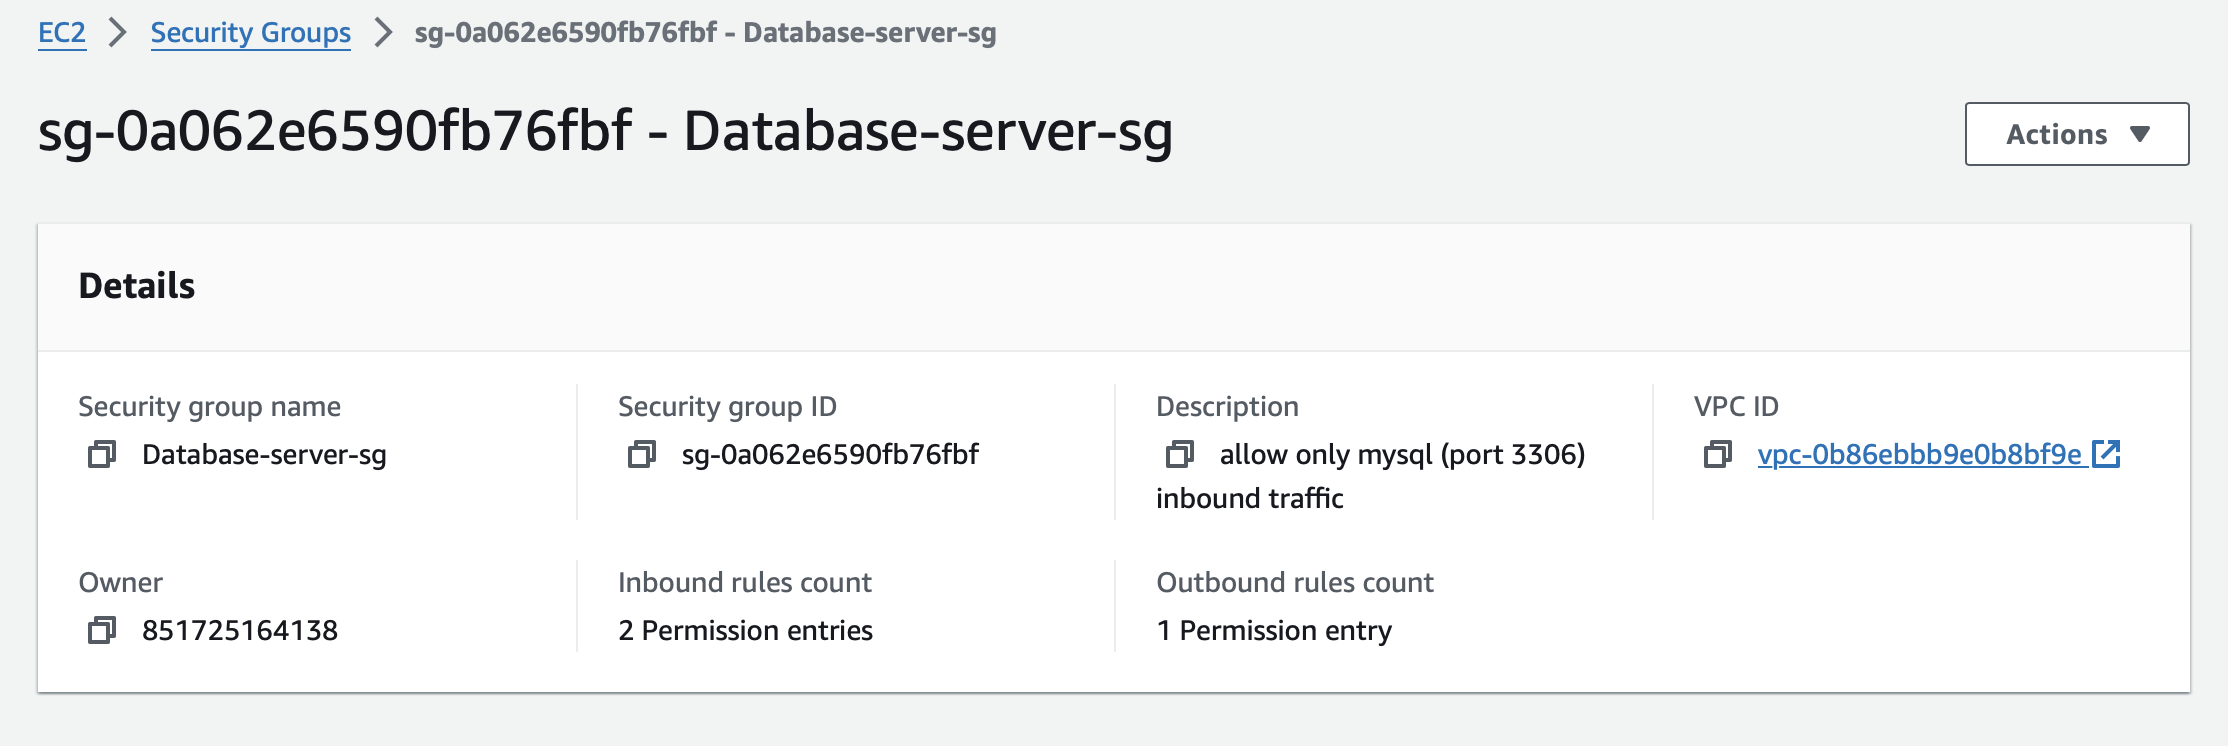 EC2 > Security Groups > sg-0a062e6590fb76fbf - Database-server-sg
sg-0a062e6590fb76fbf - Database-server-sg
Actions
Details
Security group name
Database-server-sg
Security group ID
sg-0a062e6590fb76fbf
Description
allow only mysql (port 3306)
inbound traffic
VPC ID
vpc-0b86ebbb9e0b8bf9e
Owner
851725164138
Inbound rules count
2 Permission entries
Outbound rules count
1 Permission entry